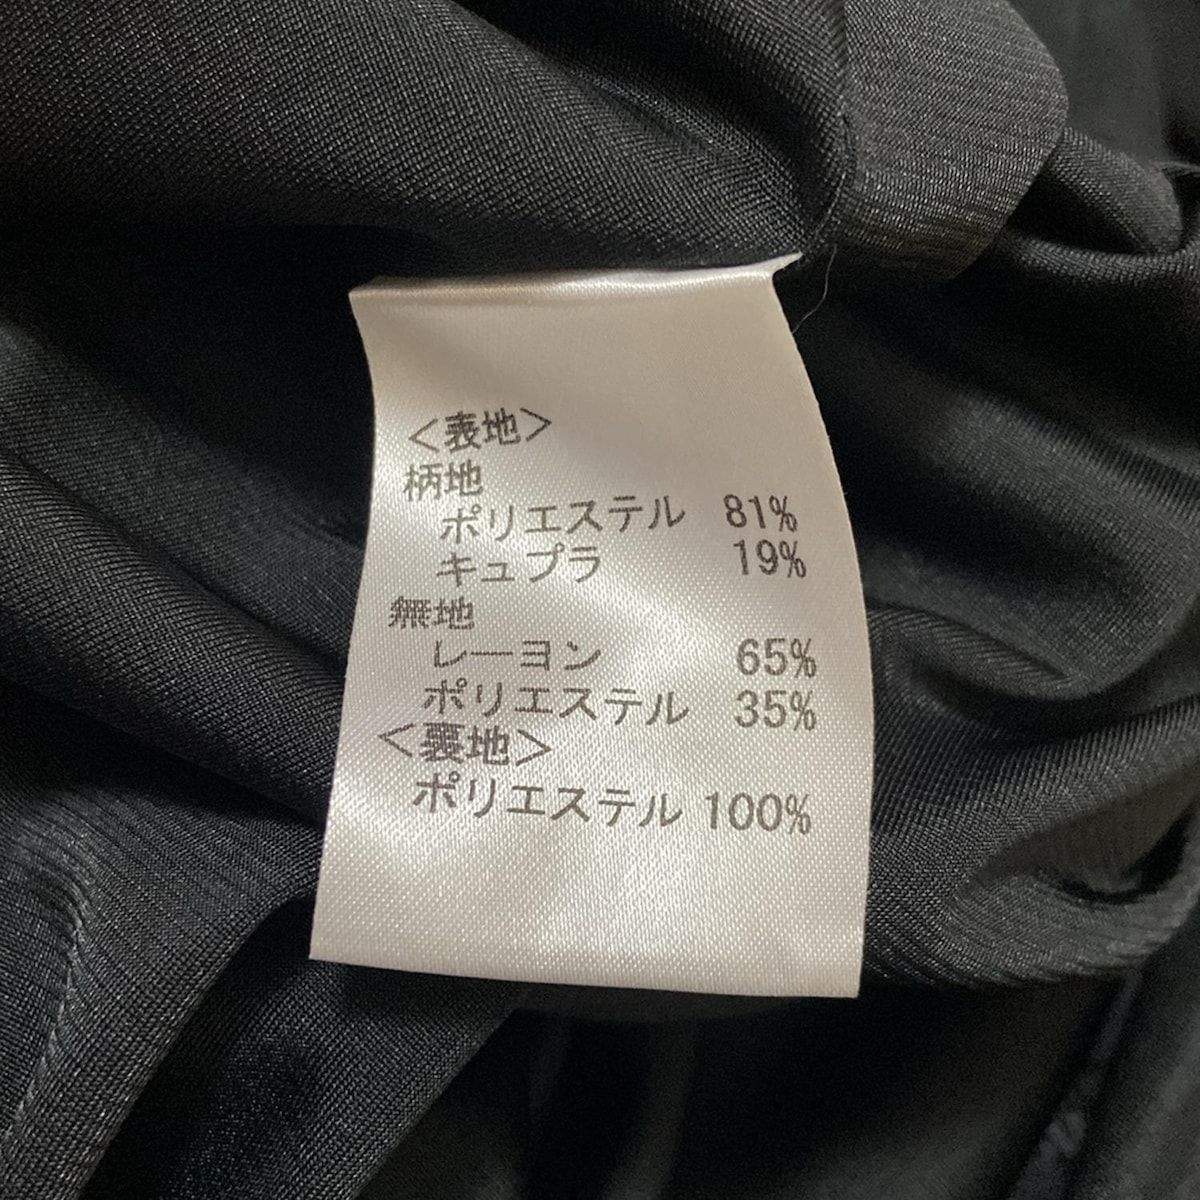 ＜表地＞
柄地
ポリエステル 81%
キュプラ 19%
無地
レーヨン 65%
ポリエステル 35%
＜裏地＞
ポリエステル 100%